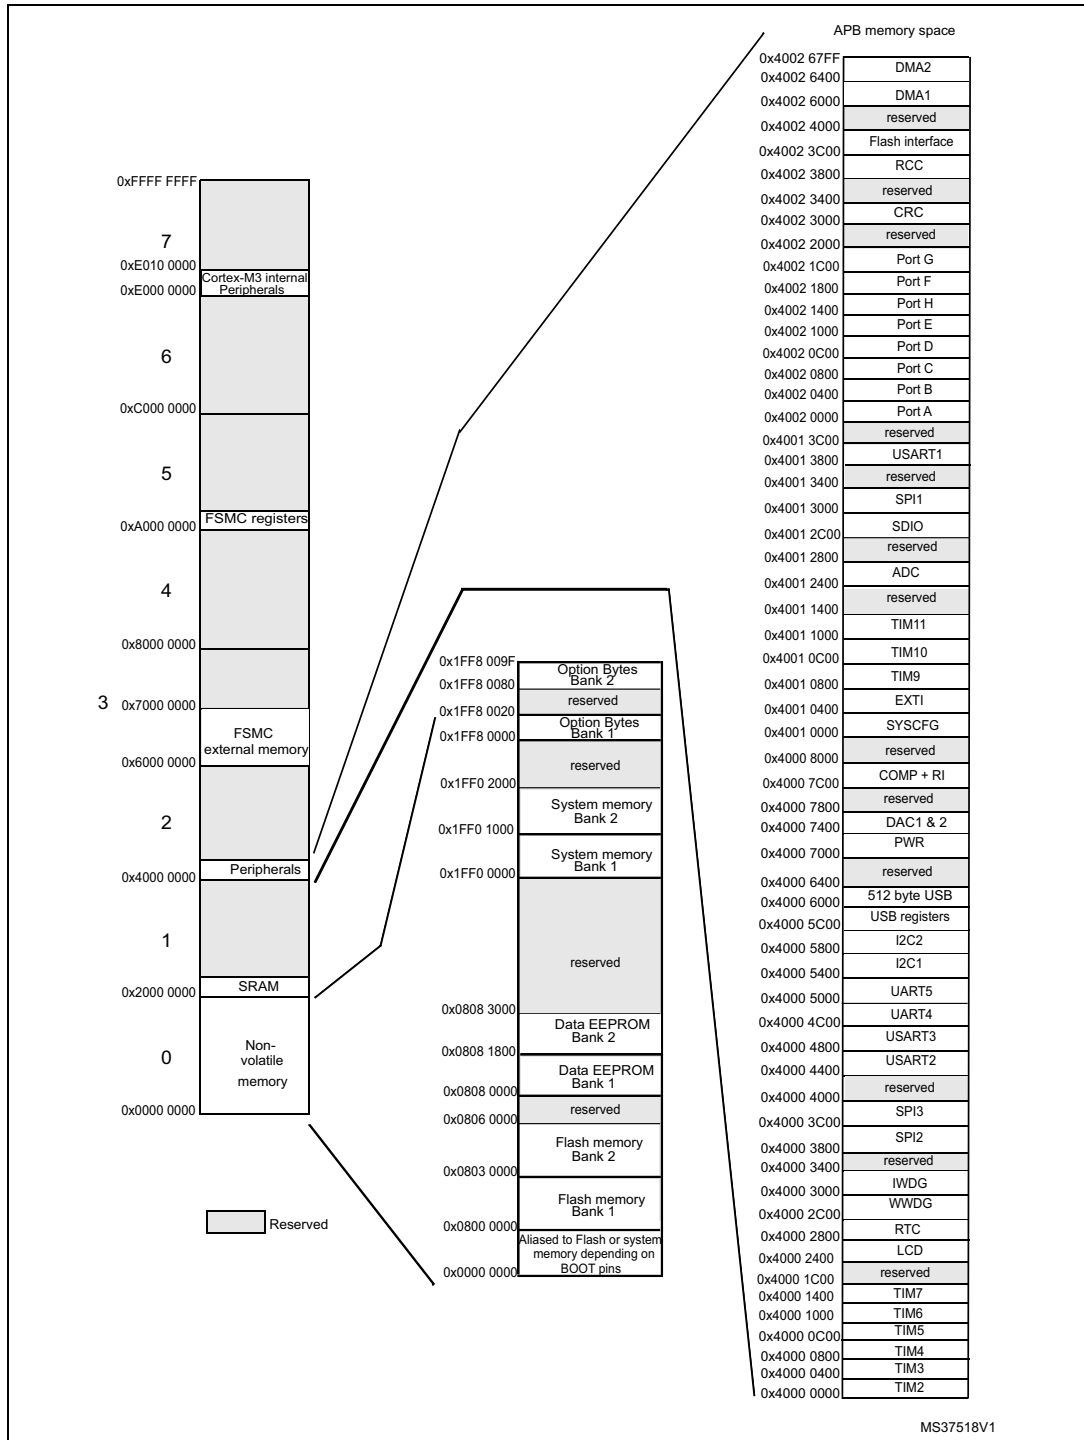 APB memory space
0xFFFF FFFF
7
0xE010 0000
Cortex-M3 internal
Peripherals
0xE000 0000
6
0xC000 0000
5
FSMC registers
0xA000 0000
4
0x8000 0000
3
0x7000 0000
FSMC
external memory
0x6000 0000
2
Peripherals
0x4000 0000
1
SRAM
0x2000 0000
0
Non-
volatile
memory
0x0000 0000
Reserved
0x1FF8 009F
Option Bytes
Bank 2
0x1FF8 0080
reserved
0x1FF8 0020
Option Bytes
Bank 1
0x1FF8 0000
reserved
0x1FF0 2000
System memory
Bank 2
0x1FF0 1000
System memory
Bank 1
0x1FF0 0000
reserved
0x0808 3000
Data EEPROM
Bank 2
0x0808 1800
Data EEPROM
Bank 1
0x0808 0000
reserved
0x0806 0000
Flash memory
Bank 2
0x0803 0000
Flash memory
Bank 1
0x0800 0000
Aliased to Flash or system
memory depending on
BOOT pins
0x0000 0000
0x4002 67FF
DMA2
0x4002 6400
DMA1
0x4002 6000
reserved
0x4002 4000
Flash interface
0x4002 3C00
RCC
0x4002 3800
reserved
0x4002 3400
CRC
0x4002 3000
reserved
0x4002 2000
Port G
0x4002 1C00
Port F
0x4002 1800
Port H
0x4002 1400
Port E
0x4002 1000
Port D
0x4002 0C00
Port C
0x4002 0800
Port B
0x4002 0400
Port A
0x4002 0000
reserved
0x4001 3C00
USART1
0x4001 3800
reserved
0x4001 3400
SPI1
0x4001 3000
SDIO
0x4001 2C00
reserved
0x4001 2800
ADC
0x4001 2400
reserved
0x4001 1400
TIM11
0x4001 1000
TIM10
0x4001 0C00
TIM9
0x4001 0800
EXTI
0x4001 0400
SYSCFG
0x4001 0000
reserved
0x4000 8000
COMP + RI
0x4000 7C00
reserved
0x4000 7800
DAC1 & 2
0x4000 7400
PWR
0x4000 7000
reserved
0x4000 6400
512 byte USB
0x4000 6000
USB registers
0x4000 5C00
I2C2
0x4000 5800
I2C1
0x4000 5400
UART5
0x4000 5000
UART4
0x4000 4C00
USART3
0x4000 4800
USART2
0x4000 4400
reserved
0x4000 4000
SPI3
0x4000 3C00
SPI2
0x4000 3800
reserved
0x4000 3400
IWDG
0x4000 3000
WWDG
0x4000 2C00
RTC
0x4000 2800
LCD
0x4000 2400
reserved
0x4000 1C00
TIM7
0x4000 1400
TIM6
0x4000 1000
TIM5
0x4000 0C00
TIM4
0x4000 0800
TIM3
0x4000 0400
TIM2
0x4000 0000
MS37518V1